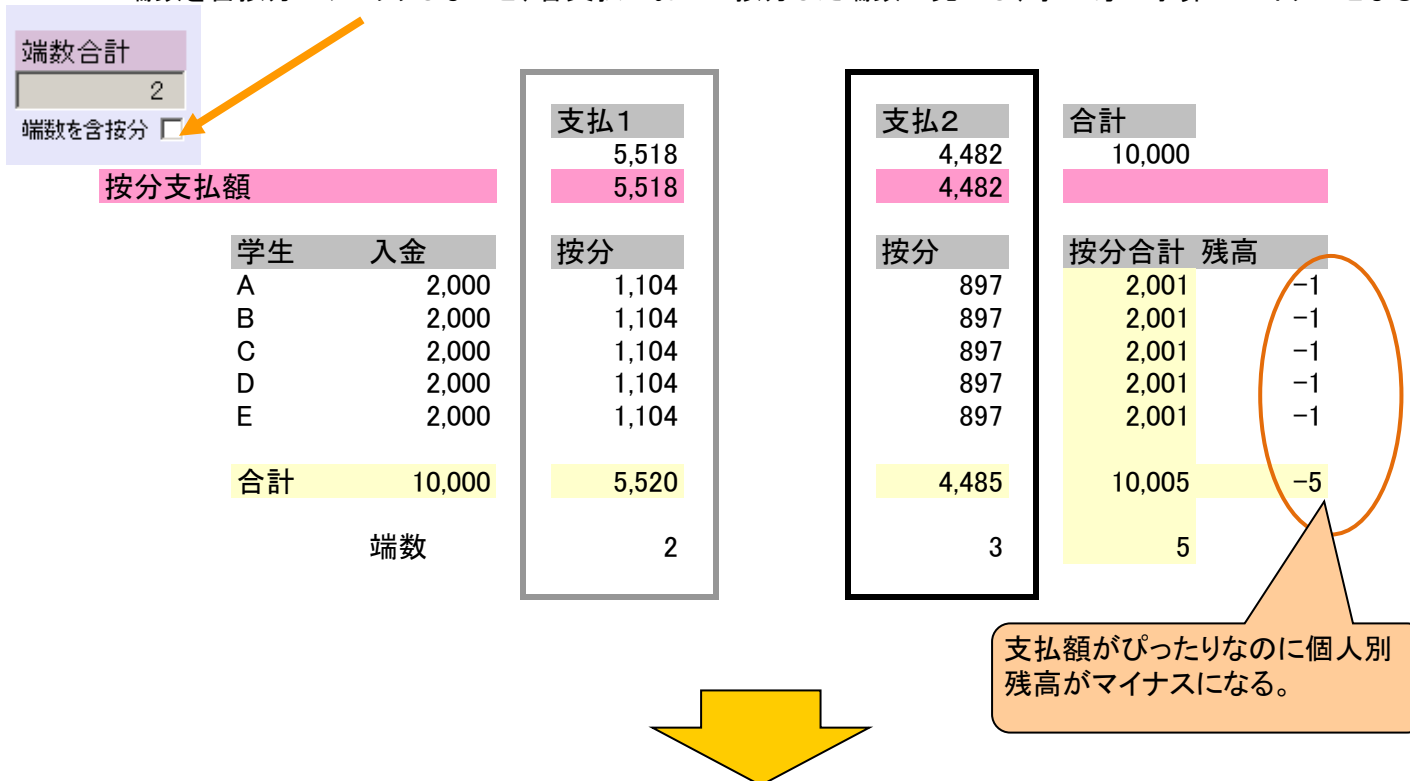 端数合計
2
端数を含按分
支払1 支払2 合計
5,518 4,482 10,000
按分支払額 5,518 4,482
学生 入金 按分 按分 按分合計 残高
A 2,000 1,104 897 2,001 −1
B 2,000 1,104 897 2,001 −1
C 2,000 1,104 897 2,001 −1
D 2,000 1,104 897 2,001 −1
E 2,000 1,104 897 2,001 −1
合計 10,000 5,520 4,485 10,005 −5
端数 2 3 5
支払額がぴったりなのに個人別
残高がマイナスになる。